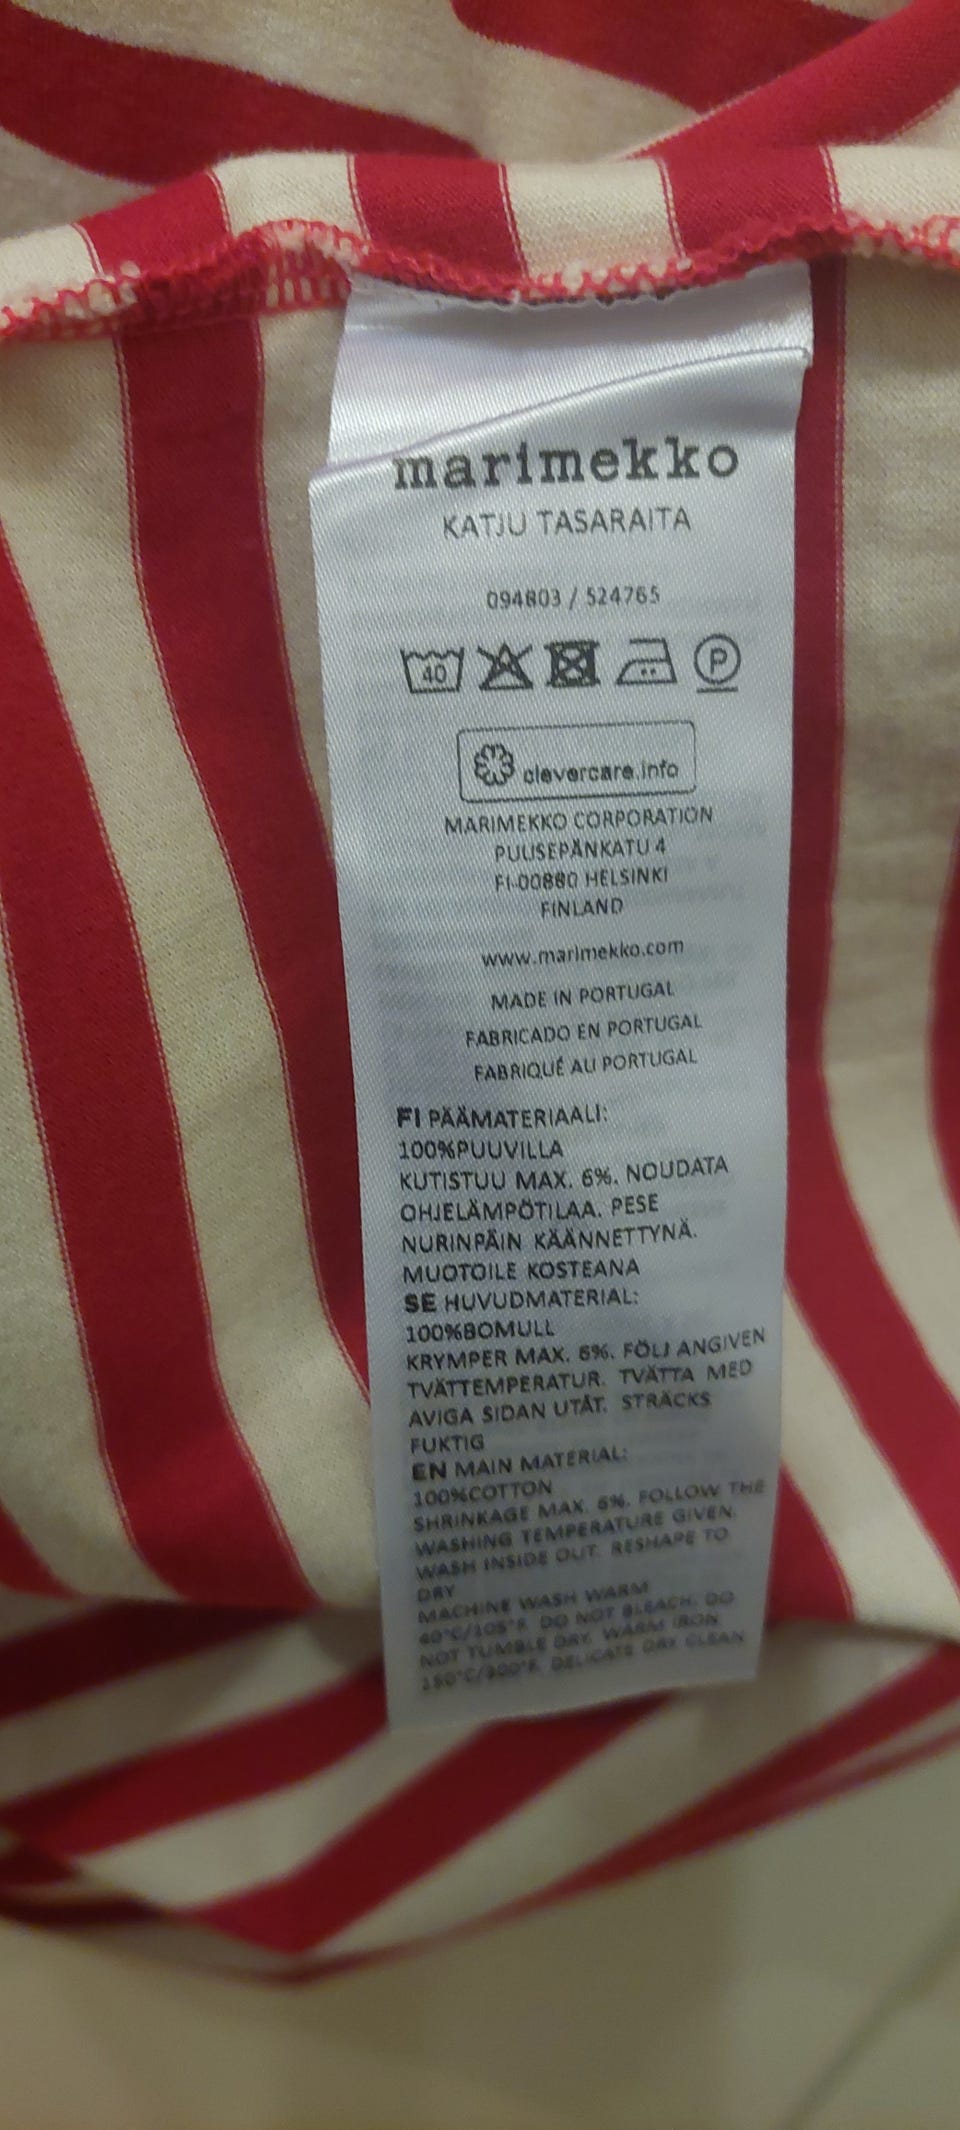 marimekko
KATJU TASARAITA
094803 / 524765
40
P
clevercare.info
MARIMEKKO CORPORATION
PUUSEPÄNKATU 4
FI-00880 HELSINKI
FINLAND
www.marimekko.com
MADE IN PORTUGAL
FABRICADO EN PORTUGAL
FABRIQUÉ AU PORTUGAL
FI PÄÄMATERIAALI:
100%PUUVILLA
KUTISTUU MAX. 6%. NOUDATA
OHJELÄMPÖTILAA. PESE
NURINPÄIN KÄÄNNETTYNÄ.
MUOTOILE KOSTEANA
SE HUVUDMATERIAL:
100%BOMULL
KRYMPER MAX. 6%. FÖLJ ANGIVEN
TVÄTTEMPERATUR. TVÄTTA MED
AVIGA SIDAN UTÅT. STRÄCKS
FUKTIG
EN MAIN MATERIAL:
100%COTTON
SHRINKAGE MAX. 6%. FOLLOW THE
WASHING TEMPERATURE GIVEN.
WASH INSIDE OUT. RESHAPE TO
DRY
MACHINE WASH WARM
40°C/105°F. DO NOT BLEACH. DO
NOT TUMBLE DRY. WARM IRON
150°C/300°F. DELICATE DRY CLEAN